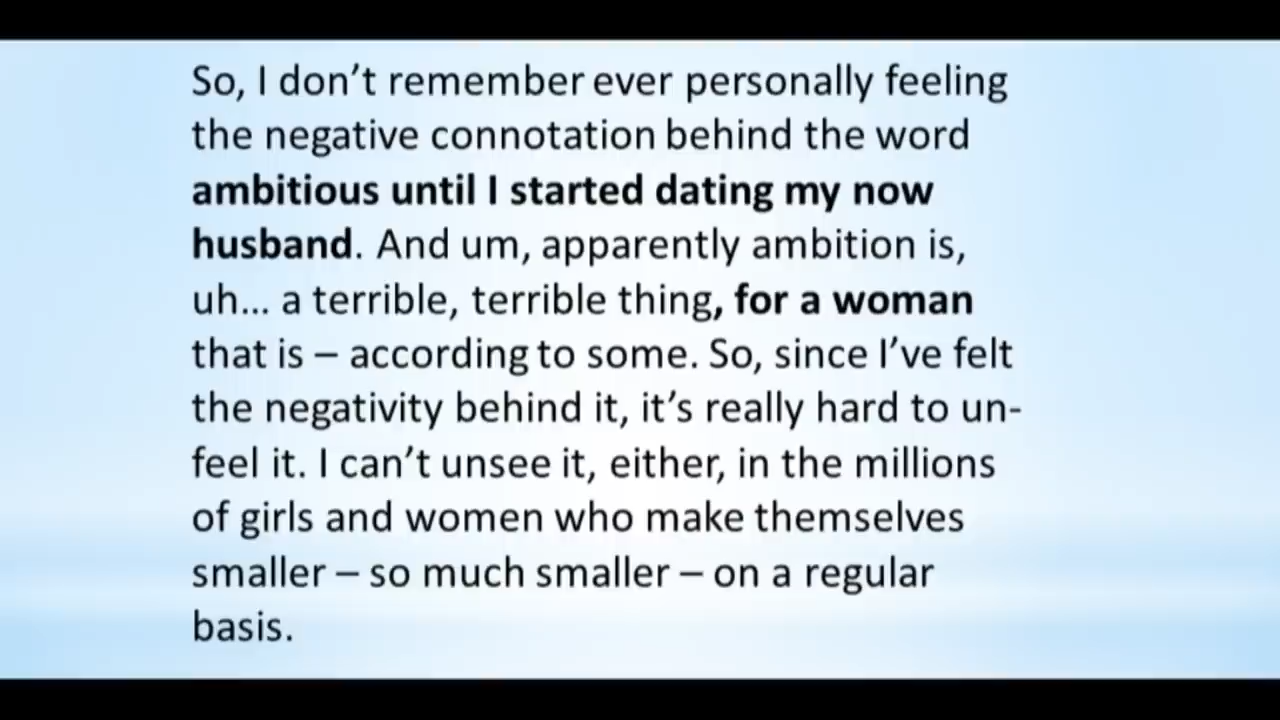 So, I don’t remember ever personally feeling
the negative connotation behind the word
ambitious until I started dating my now
husband. And um, apparently ambition is,
uh... a terrible, terrible thing, for a woman
that is – according to some. So, since I’ve felt
the negativity behind it, it’s really hard to un-
feel it. I can’t unsee it, either, in the millions
of girls and women who make themselves
smaller – so much smaller – on a regular
basis.